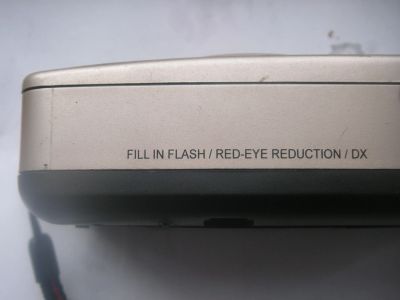 FILL IN FLASH / RED-EYE REDUCTION / DX